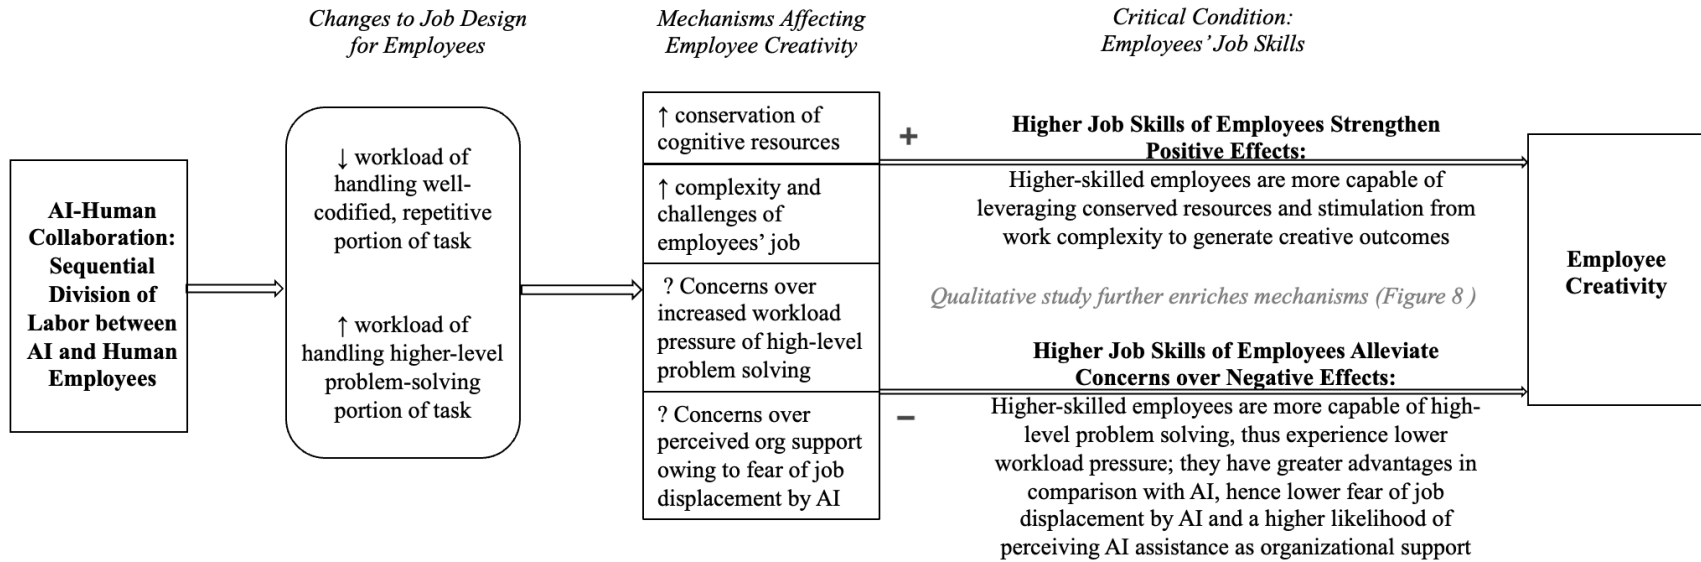 Changes to Job Design
for Employees
Mechanisms Affecting
Employee Creativity
Critical Condition:
Employees' Job Skills
AI-Human
Collaboration:
Sequential
Division of
Labor between
AI and Human
Employees
↓ workload of
handling well-
codified, repetitive
portion of task
↑ workload of
handling higher-level
problem-solving
portion of task
↑ conservation of
cognitive resources
↑ complexity and
challenges of
employees' job
? Concerns over
increased workload
pressure of high-level
problem solving
? Concerns over
perceived org support
owing to fear of job
displacement by AI
+
Higher Job Skills of Employees Strengthen
Positive Effects:
Higher-skilled employees are more capable of
leveraging conserved resources and stimulation from
work complexity to generate creative outcomes
Qualitative study further enriches mechanisms (Figure 8 )
Higher Job Skills of Employees Alleviate
Concerns over Negative Effects:
−
Higher-skilled employees are more capable of high-
level problem solving, thus experience lower
workload pressure; they have greater advantages in
comparison with AI, hence lower fear of job
displacement by AI and a higher likelihood of
perceiving AI assistance as organizational support
Employee
Creativity